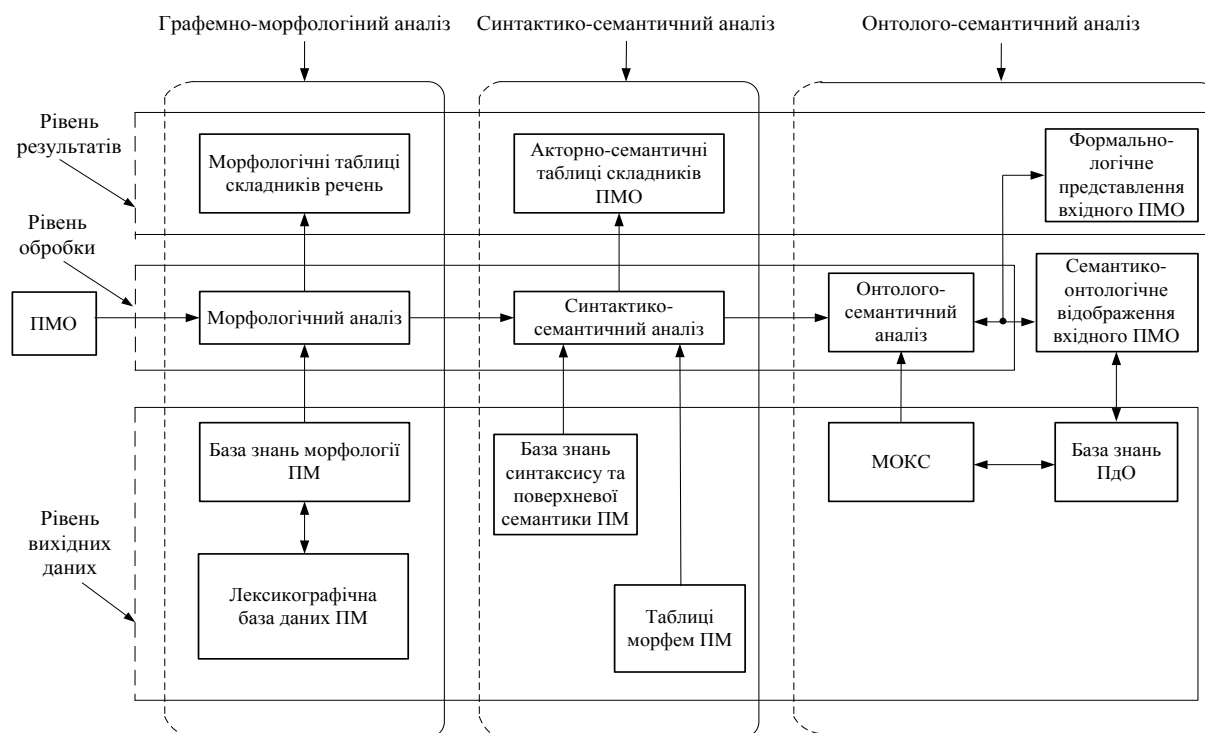 Графемно-морфологіний аналіз
Синтактико-семантичний аналіз
Онтолого-семантичний аналіз
Рівень
результатів
Морфологічні таблиці
складників речень
Акторно-семантичні
таблиці складників
ПМО
Формально-
логічне
представлення
вхідного ПМО
Рівень
обробки
ПМО
Морфологічний аналіз
Синтактико-
семантичний аналіз
Онтолого-
семантичний
аналіз
Семантико-
онтологічне
відображення
вхідного ПМО
Рівень
вихідних
даних
База знань морфології
ПМ
База знань
синтаксису та
поверхневої
семантики ПМ
МОКС
База знань
ПдО
Лексикографічна
база даних ПМ
Таблиці
морфем ПМ